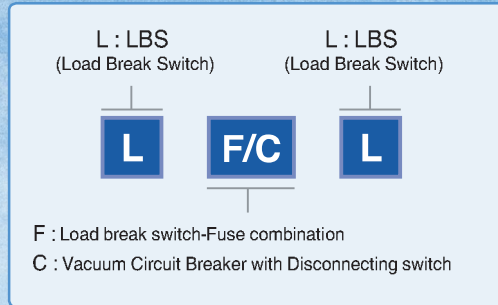 L : LBS L : LBS
(Load Break Switch) (Load Break Switch)
L F/C L
F : Load break switch-Fuse combination
C : Vacuum Circuit Breaker with Disconnecting switch